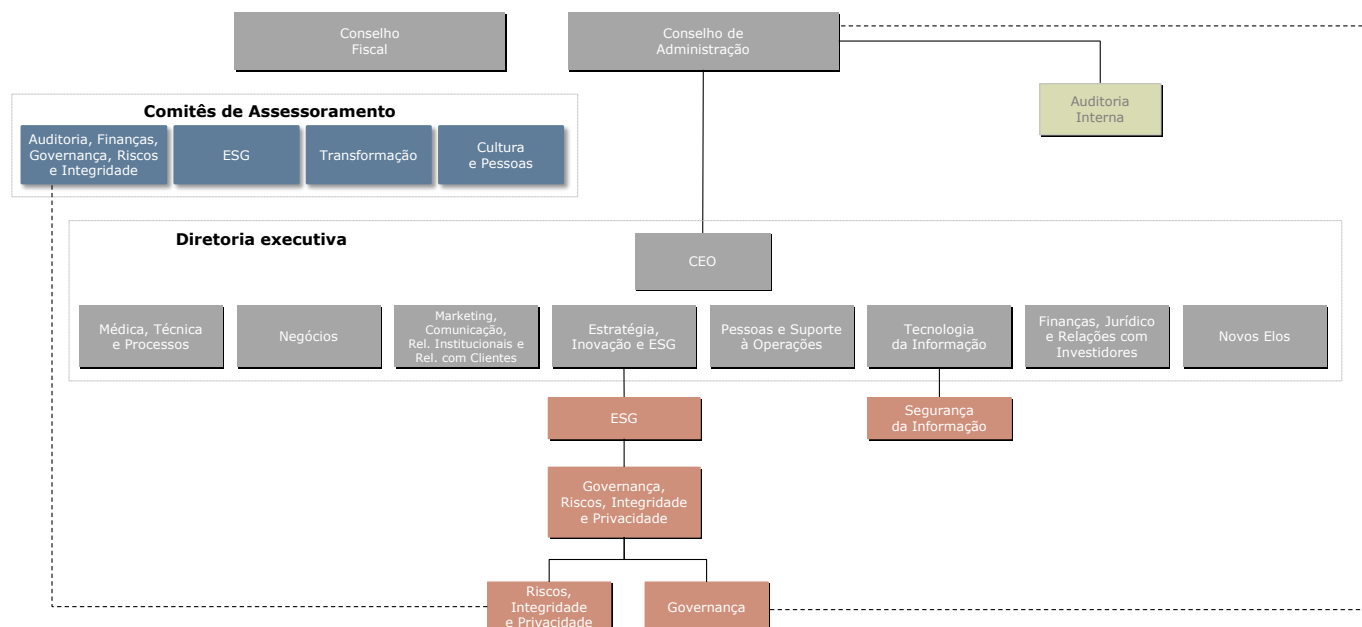 Conselho
Fiscal
Conselho de
Administração
Auditoria
Interna
Comitês de Assessoramento
Auditoria, Finanças,
Governança, Riscos
e Integridade
ESG
Transformação
Cultura
e Pessoas
Diretoria executiva
CEO
Médica, Técnica
e Processos
Negócios
Marketing,
Comunicação,
Rel. Institucionais e
Rel. com Clientes
Estratégia,
Inovação e ESG
Pessoas e Suporte
à Operações
Tecnologia
da Informação
Finanças, Jurídico
e Relações com
Investidores
Novos Elos
ESG
Segurança
da Informação
Governança,
Riscos, Integridade
e Privacidade
Riscos,
Integridade
e Privacidade
Governança